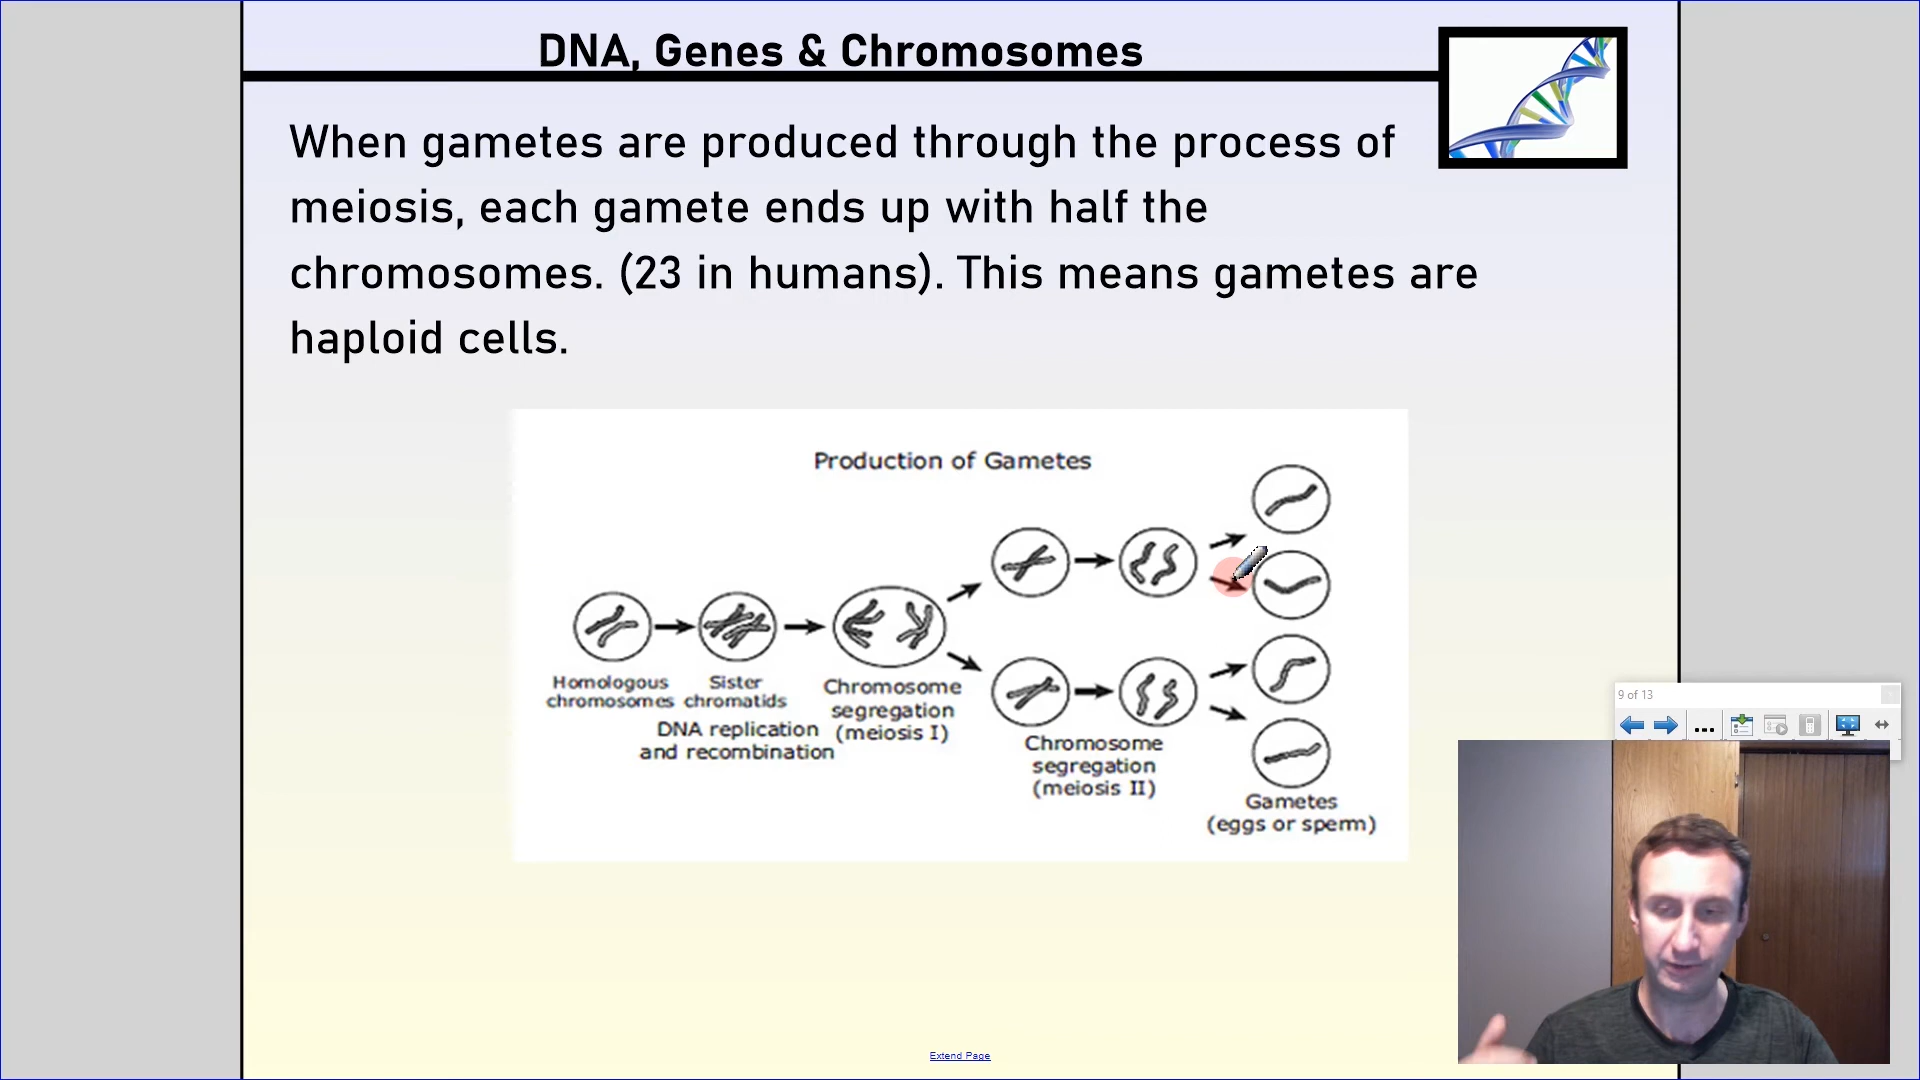 DNA, Genes & Chromosomes
When gametes are produced through the process of
meiosis, each gamete ends up with half the
chromosomes. (23 in humans). This means gametes are
haploid cells.
Production of Gametes
Homologous
chromosomes
Sister
chromatids
DNA replication
and recombination
Chromosome
segregation
(meiosis I)
Chromosome
segregation
(meiosis II)
Gametes
(eggs or sperm)
9 of 13
...
Extend Page